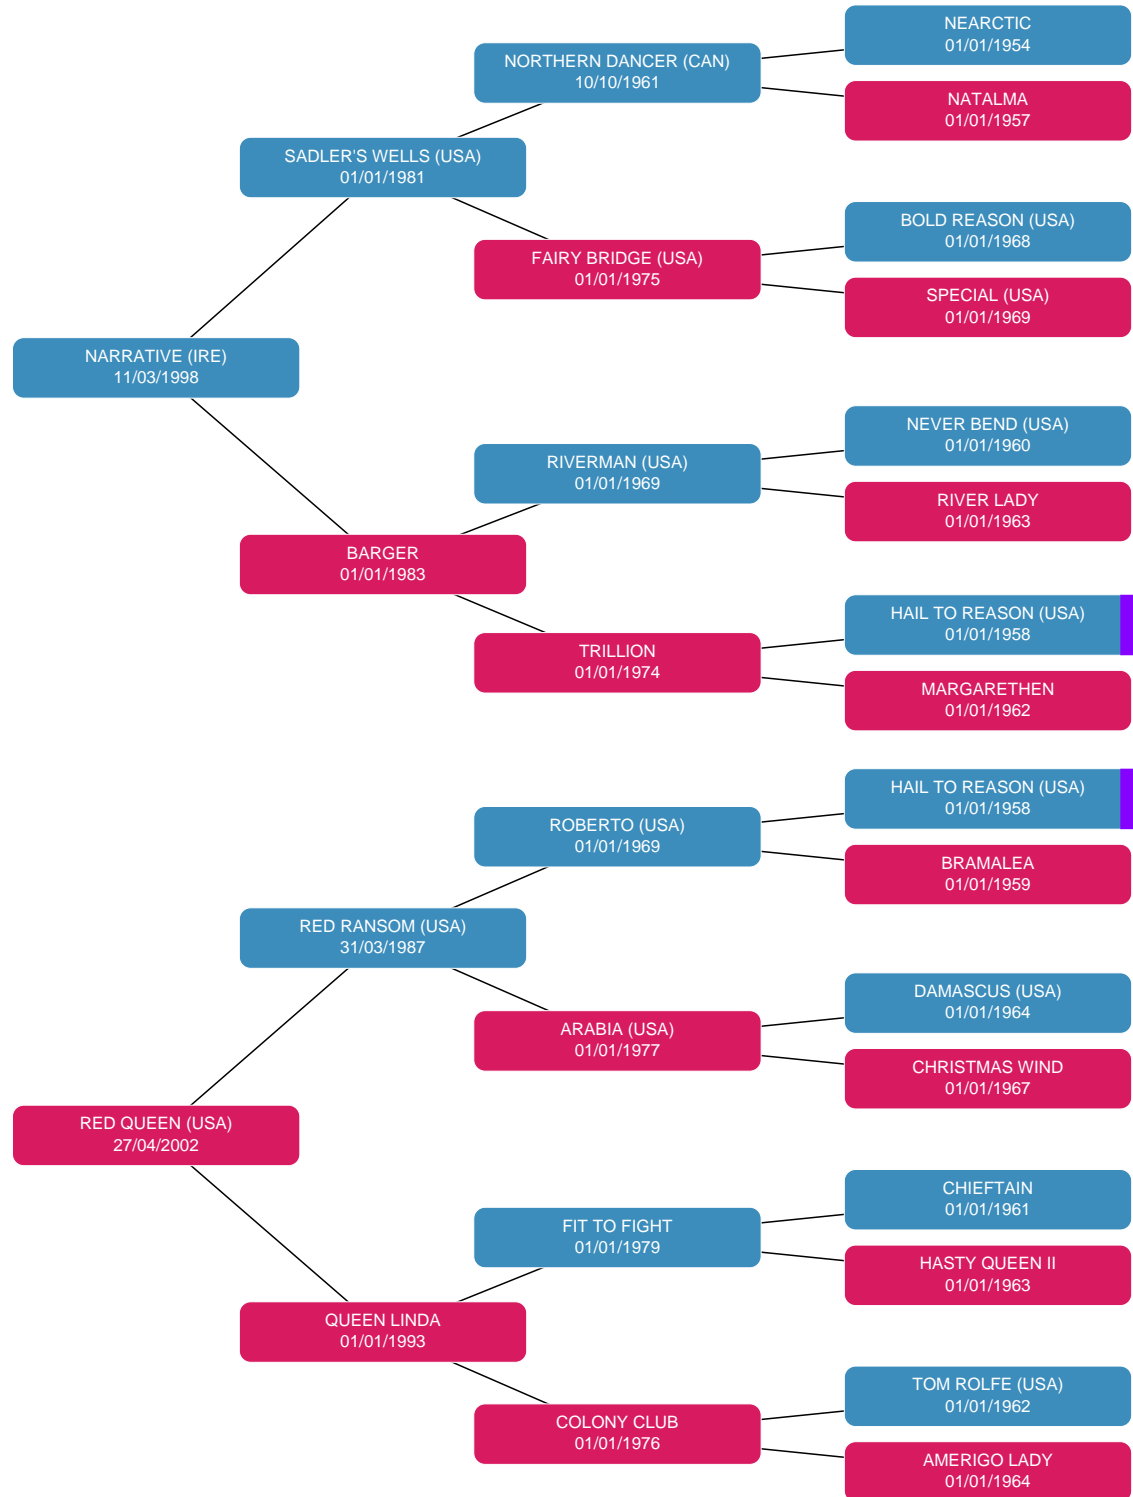 NEARCTIC
01/01/1954
NORTHERN DANCER (CAN)
10/10/1961
NATALMA
01/01/1957
SADLER'S WELLS (USA)
01/01/1981
BOLD REASON (USA)
01/01/1968
FAIRY BRIDGE (USA)
01/01/1975
SPECIAL (USA)
01/01/1969
NARRATIVE (IRE)
11/03/1998
NEVER BEND (USA)
01/01/1960
RIVERMAN (USA)
01/01/1969
RIVER LADY
01/01/1963
BARGER
01/01/1983
HAIL TO REASON (USA)
01/01/1958
TRILLION
01/01/1974
MARGARETHEN
01/01/1962
HAIL TO REASON (USA)
01/01/1958
ROBERTO (USA)
01/01/1969
BRAMALEA
01/01/1959
RED RANSOM (USA)
31/03/1987
DAMASCUS (USA)
01/01/1964
ARABIA (USA)
01/01/1977
CHRISTMAS WIND
01/01/1967
RED QUEEN (USA)
27/04/2002
CHIEFTAIN
01/01/1961
FIT TO FIGHT
01/01/1979
HASTY QUEEN II
01/01/1963
QUEEN LINDA
01/01/1993
TOM ROLFE (USA)
01/01/1962
COLONY CLUB
01/01/1976
AMERIGO LADY
01/01/1964